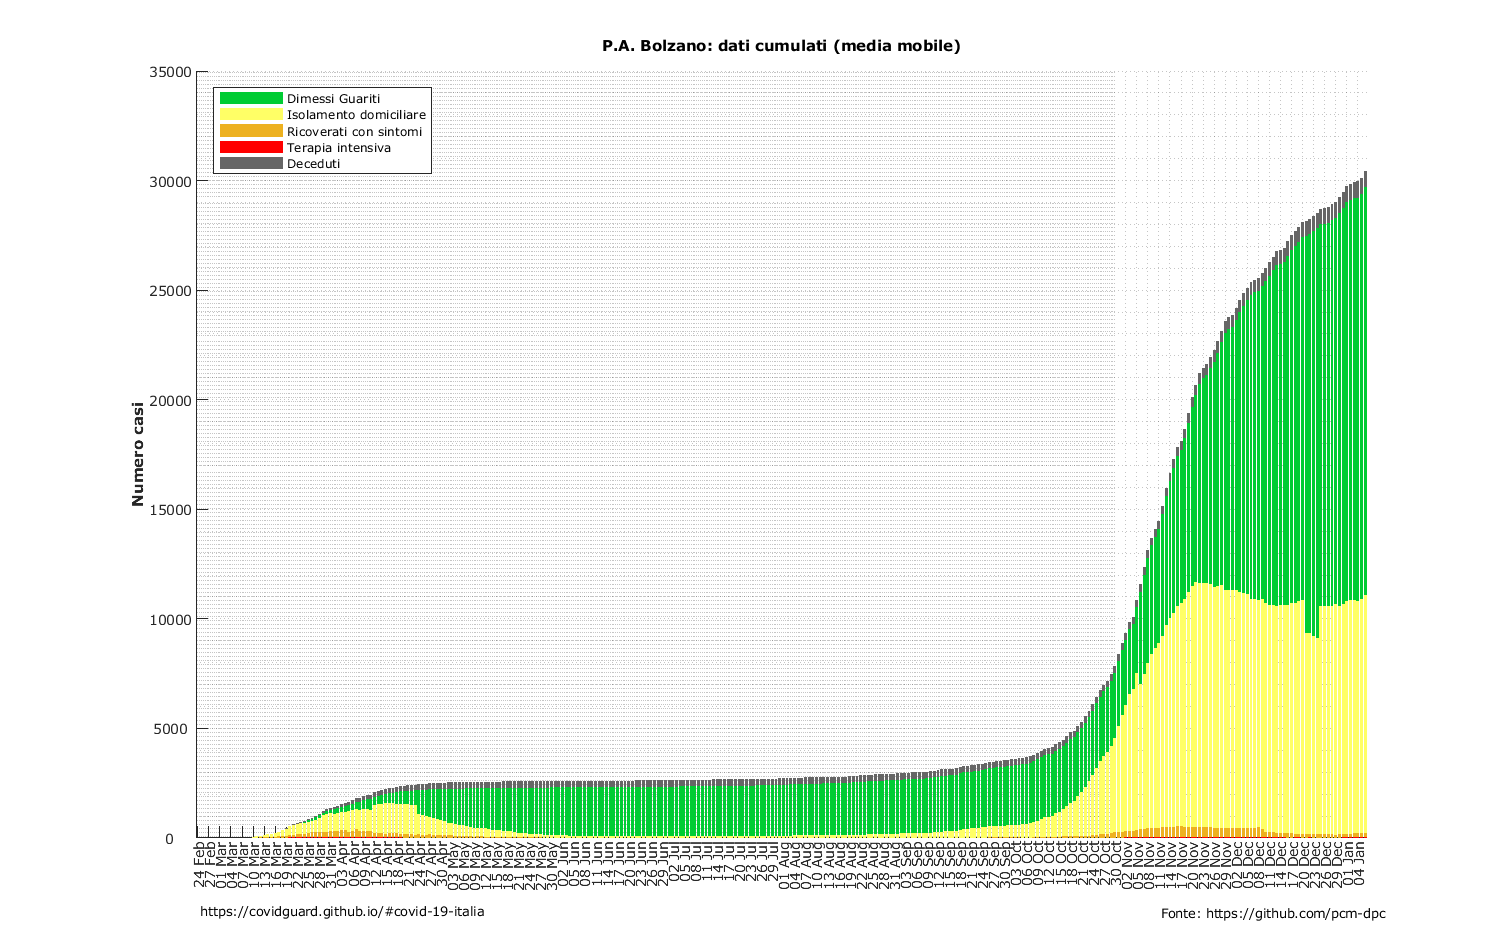 P.A. Bolzano: dati cumulati (media mobile)
35000
30000
25000
20000
15000
10000
5000
0
Numero casi
Dimessi Guariti
Isolamento domiciliare
Ricoverati con sintomi
Terapia intensiva
Deceduti
24 Feb
27 Feb
01 Mar
04 Mar
07 Mar
10 Mar
13 Mar
16 Mar
19 Mar
22 Mar
25 Mar
28 Mar
31 Mar
03 Apr
06 Apr
09 Apr
12 Apr
15 Apr
18 Apr
21 Apr
24 Apr
27 Apr
30 Apr
03 May
06 May
09 May
12 May
15 May
18 May
21 May
24 May
27 May
30 May
02 Jun
05 Jun
08 Jun
11 Jun
14 Jun
17 Jun
20 Jun
23 Jun
26 Jun
29 Jun
02 Jul
05 Jul
08 Jul
11 Jul
14 Jul
17 Jul
20 Jul
23 Jul
26 Jul
29 Jul
01 Aug
04 Aug
07 Aug
10 Aug
13 Aug
16 Aug
19 Aug
22 Aug
25 Aug
28 Aug
31 Aug
03 Sep
06 Sep
09 Sep
12 Sep
15 Sep
18 Sep
21 Sep
24 Sep
27 Sep
30 Sep
03 Oct
06 Oct
09 Oct
12 Oct
15 Oct
18 Oct
21 Oct
24 Oct
27 Oct
30 Oct
02 Nov
05 Nov
08 Nov
11 Nov
14 Nov
17 Nov
20 Nov
23 Nov
26 Nov
29 Nov
02 Dec
05 Dec
08 Dec
11 Dec
14 Dec
17 Dec
20 Dec
23 Dec
26 Dec
29 Dec
01 Jan
04 Jan
https://covidguard.github.io/#covid-19-italia
Fonte: https://github.com/pcm-dpc